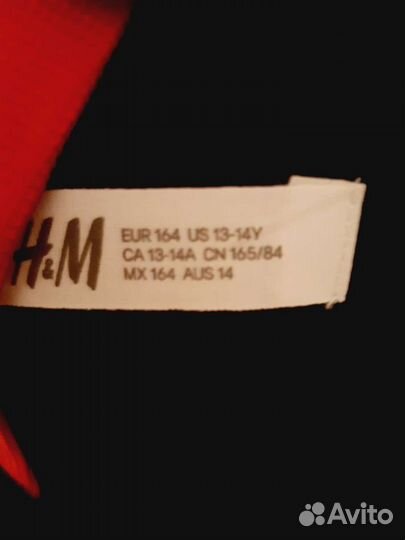 H&M
EUR 164 US 13-14Y
CA 13-14A CN 165/84
MX 164 AUS 14
Avito